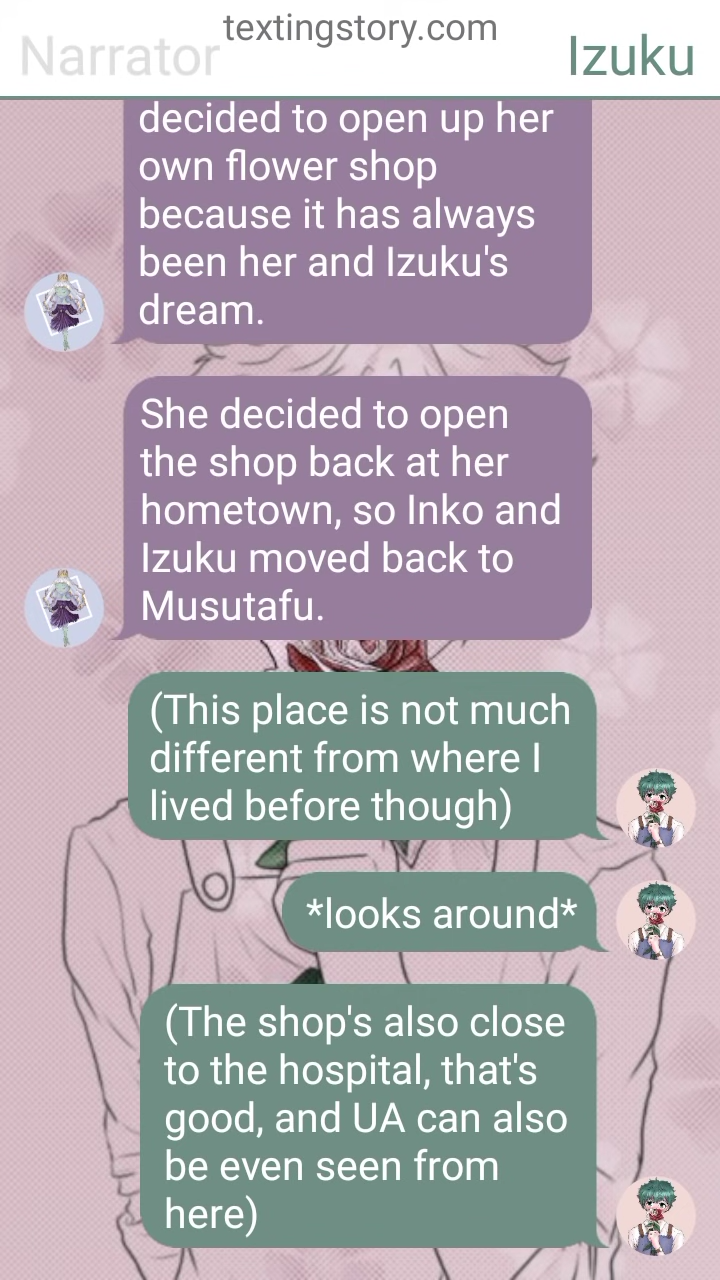 textingstory.com
Narrator
Izuku
decided to open up her
own flower shop
because it has always
been her and Izuku's
dream.
She decided to open
the shop back at her
hometown, so Inko and
Izuku moved back to
Musutafu.
(This place is not much
different from where I
lived before though)
*looks around*
(The shop's also close
to the hospital, that's
good, and UA can also
be even seen from
here)